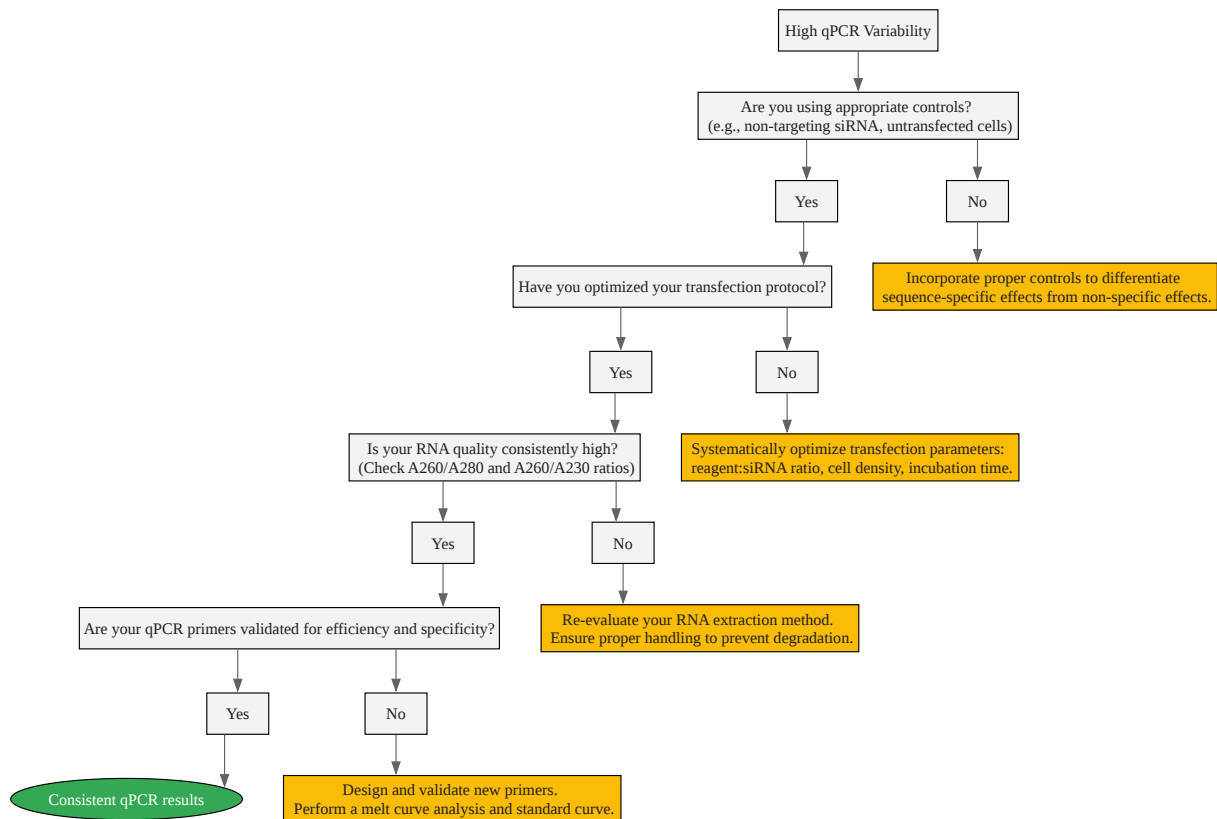 High qPCR Variability
Are you using appropriate controls?
(e.g., non-targeting siRNA, untransfected cells)
Yes
No
Have you optimized your transfection protocol?
Incorporate proper controls to differentiate
sequence-specific effects from non-specific effects.
Yes
No
Is your RNA quality consistently high?
(Check A260/A280 and A260/A230 ratios)
Systematically optimize transfection parameters:
reagent:siRNA ratio, cell density, incubation time.
Yes
No
Are your qPCR primers validated for efficiency and specificity?
Re-evaluate your RNA extraction method.
Ensure proper handling to prevent degradation.
Yes
No
Consistent qPCR results
Design and validate new primers.
Perform a melt curve analysis and standard curve.